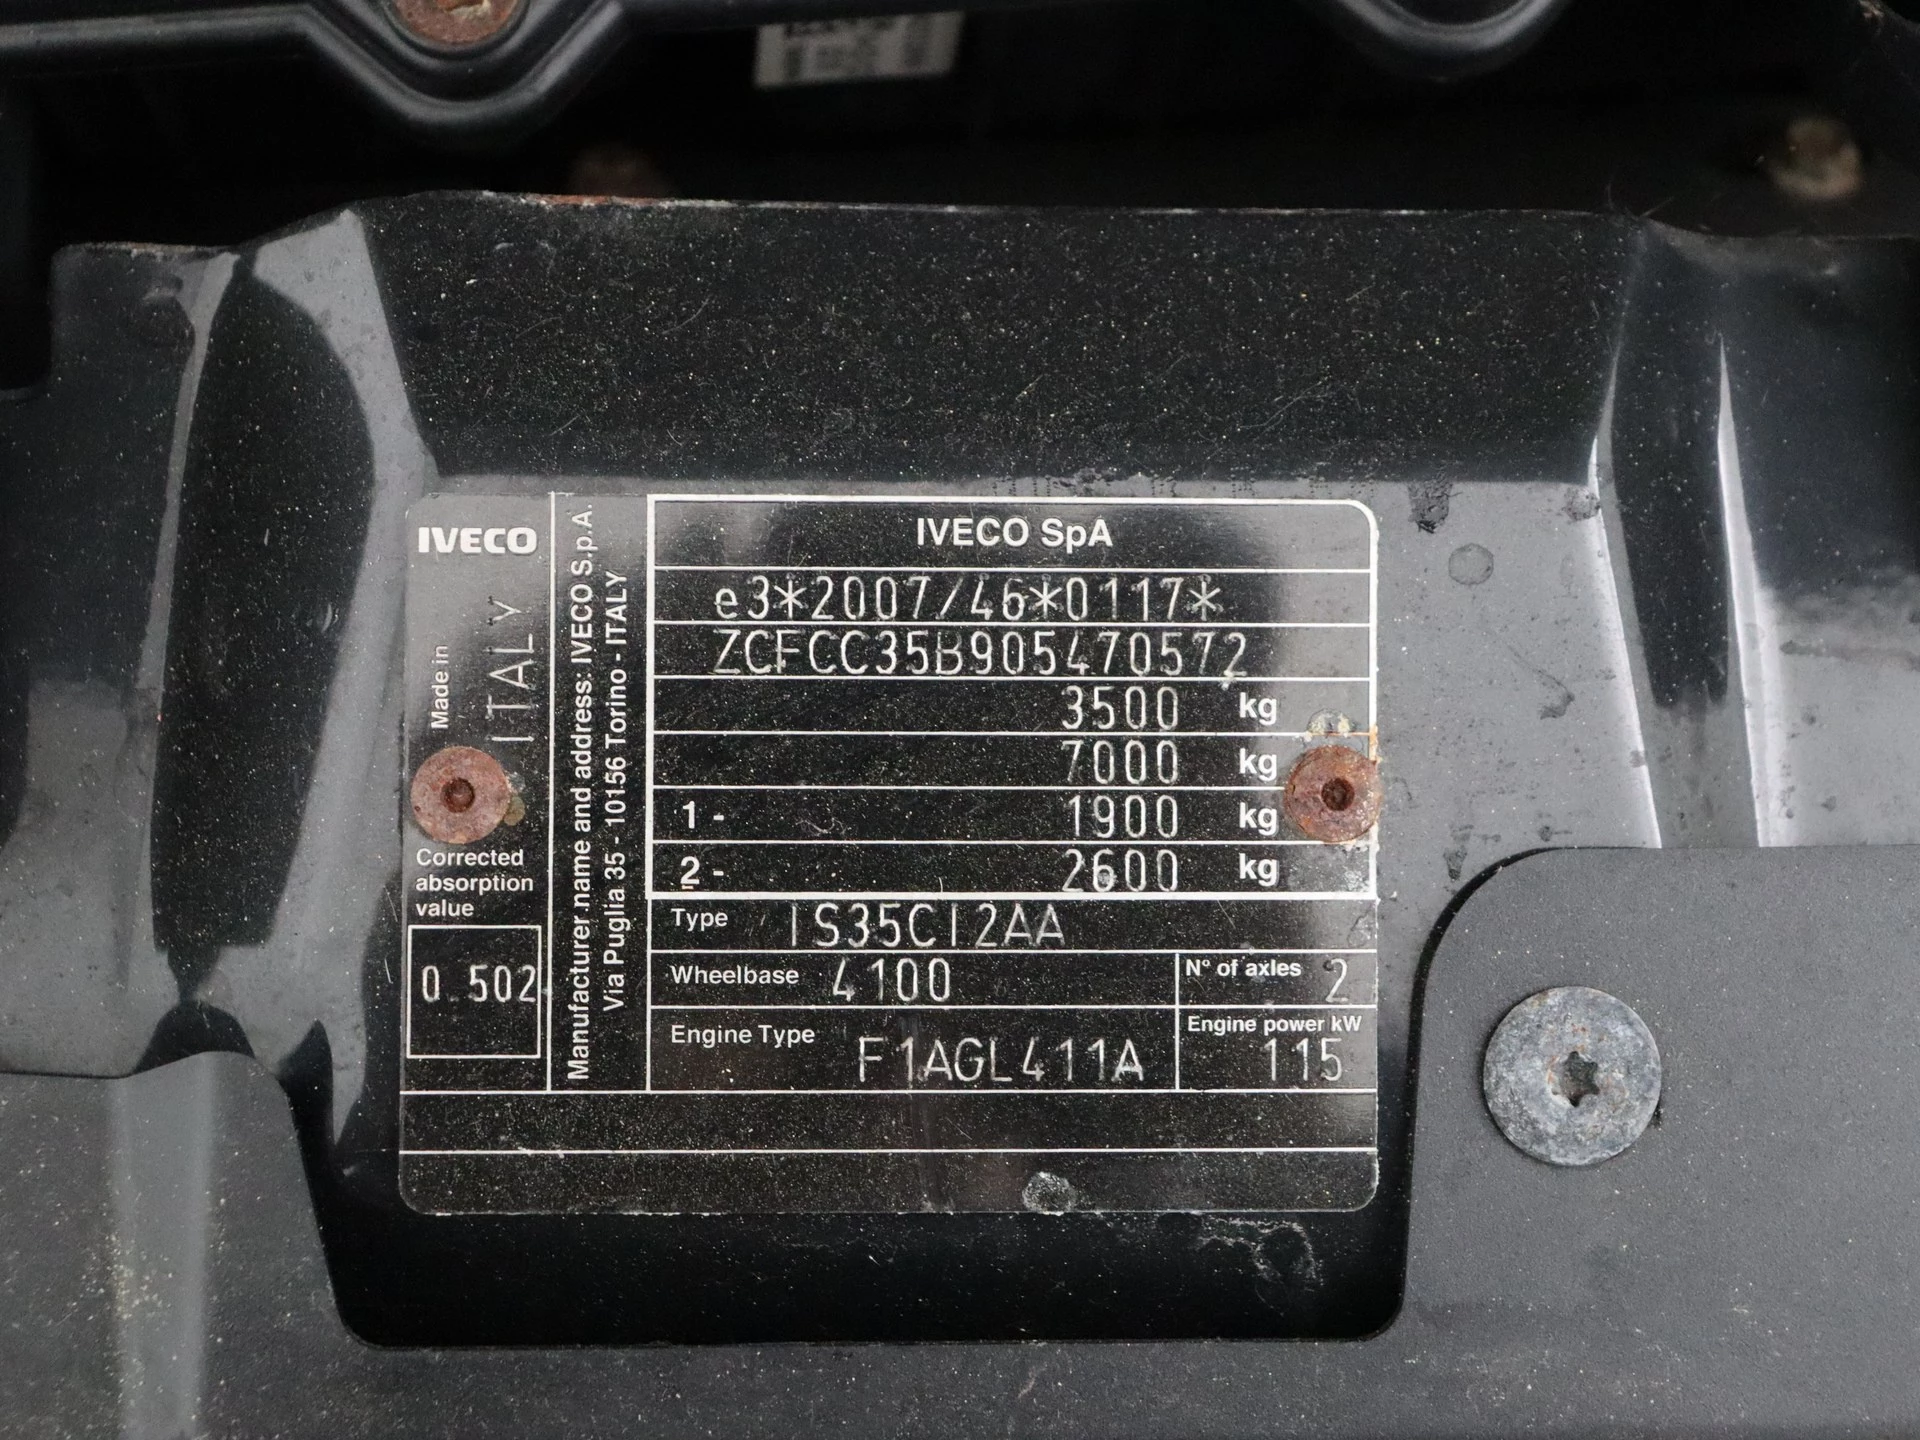 IVECO
Made in
ITALY
Corrected
absorption
value
0.502
Manufacturer name and address: IVECO S.p.A.
Via Puglia 35 - 10156 Torino - ITALY
IVECO SpA
e3*2007/46*0117*
ZCFCC35B905470572
3500 kg
7000 kg
1 - 1900 kg
2 - 2600 kg
Type IS35CI2AA
Wheelbase 4100 N° of axles 2
Engine Type F1AGL411A Engine power kW 115